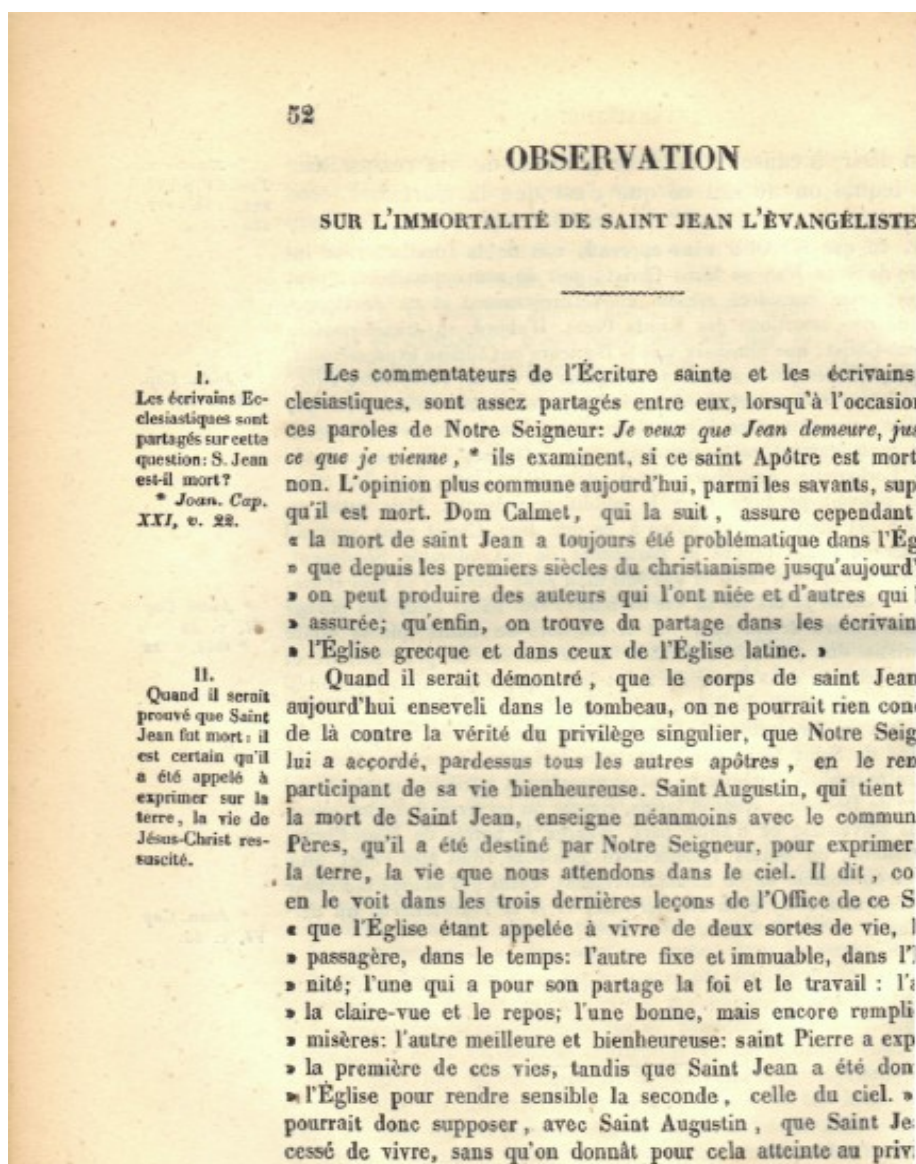 52
OBSERVATION
SUR L'IMMORTALITÉ DE SAINT JEAN L'ÈVANGÉLISTE
I.
Les écrivains Ec-
clesiastiques sont
partagés sur cette
question: S. Jean
est-il mort?
* Joan. Cap.
XXI, v. 22.
Les commentateurs de l'Écriture sainte et les écrivains
clesiastiques, sont assez partagés entre eux, lorsqu'à l'occasion
ces paroles de Notre Seigneur: Je veux que Jean demeure, jus
ce que je vienne, * ils examinent, si ce saint Apôtre est mort
non. L'opinion plus commune aujourd'hui, parmi les savants, sup
qu'il est mort. Dom Calmet, qui la suit, assure cependant
« la mort de saint Jean a toujours été problématique dans l'Ég
» que depuis les premiers siècles du christianisme jusqu'aujourd'
» on peut produire des auteurs qui l'ont niée et d'autres qui
» assurée; qu'enfin, on trouve du partage dans les écrivain
» l'Église grecque et dans ceux de l'Église latine. »
II.
Quand il serait
prouvé que Saint
Jean fut mort: il
est certain qu'il
a été appelé à
exprimer sur la
terre, la vie de
Jésus-Christ res-
suscité.
Quand il serait démontré, que le corps de saint Jean
aujourd'hui enseveli dans le tombeau, on ne pourrait rien conc
de là contre la vérité du privilège singulier, que Notre Seig
lui a accordé, pardessus tous les autres apôtres, en le ren
participant de sa vie bienheureuse. Saint Augustin, qui tient
la mort de Saint Jean, enseigne néanmoins avec le commun
Pères, qu'il a été destiné par Notre Seigneur, pour exprimer
la terre, la vie que nous attendons dans le ciel. Il dit, co
en le voit dans les trois dernières leçons de l'Office de ce S
« que l'Église étant appelée à vivre de deux sortes de vie, l
» passagère, dans le temps: l'autre fixe et immuable, dans l'
» nité; l'une qui a pour son partage la foi et le travail : l'a
» la claire-vue et le repos; l'une bonne, mais encore rempli
» misères: l'autre meilleure et bienheureuse: saint Pierre a exp
» la première de ces vies, tandis que Saint Jean a été don
» l'Église pour rendre sensible la seconde, celle du ciel. »
pourrait donc supposer, avec Saint Augustin, que Saint Je
cessé de vivre, sans qu'on donnât pour cela atteinte au priv